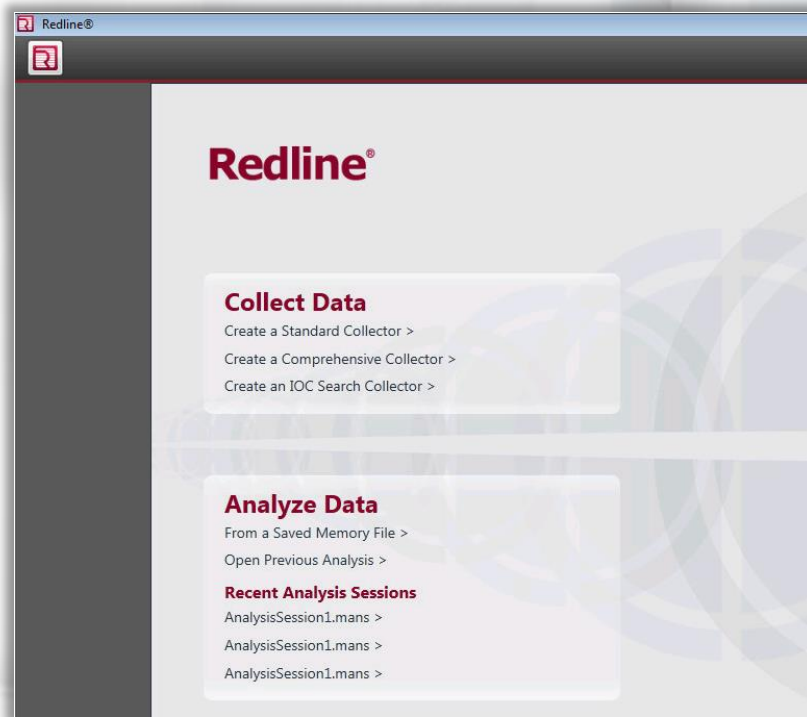 Redline®
Redline®
Collect Data
Create a Standard Collector >
Create a Comprehensive Collector >
Create an IOC Search Collector >
Analyze Data
From a Saved Memory File >
Open Previous Analysis >
Recent Analysis Sessions
AnalysisSession1.mans >
AnalysisSession1.mans >
AnalysisSession1.mans >